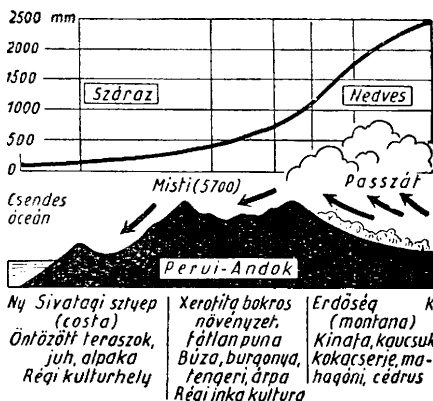 2500 mm
2000
1500
1000
500
0
Száraz
Nedves
Csendes
óceán
Misti (5700)
Passzát
Perui-Andok
Ny Sivatagi sztyep
(costa)
Öntözött teraszok,
juh, alpaka
Régi kulturhely
Xerofita bokros
növényzet.
fátlan puna
Búza, burgonya,
tengeri, árpa
Régi inka kultura
Erdőség K
(montana)
Kinafa, kaucsuk
kokacserje, ma-
hagóni, cédrus